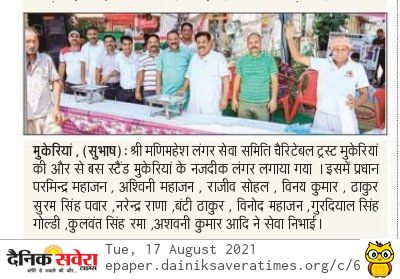 मुकेरियां , (सुभाष) : श्री मणिमहेश लंगर सेवा समिति चैरिटेबल ट्रस्ट मुकेरियां
की ओर से बस स्टैंड मुकेरियां के नजदीक लंगर लगाया गया । इसमें प्रधान
परमिन्द्र महाजन , अश्विनी महाजन , राजीव सोहल , विनय कुमार , ठाकुर
सुरम सिंह पवार ,नरेन्द्र राणा ,बंटी ठाकुर , विनोद महाजन ,गुरदियाल सिंह
गोल्डी ,कुलवंत सिंह रमा ,अशवनी कुमार आदि ने सेवा निभाई।
दैनिक सवेरा
टाइम्स
Tue, 17 August 2021
epaper.dainiksaveratimes.org/c/6